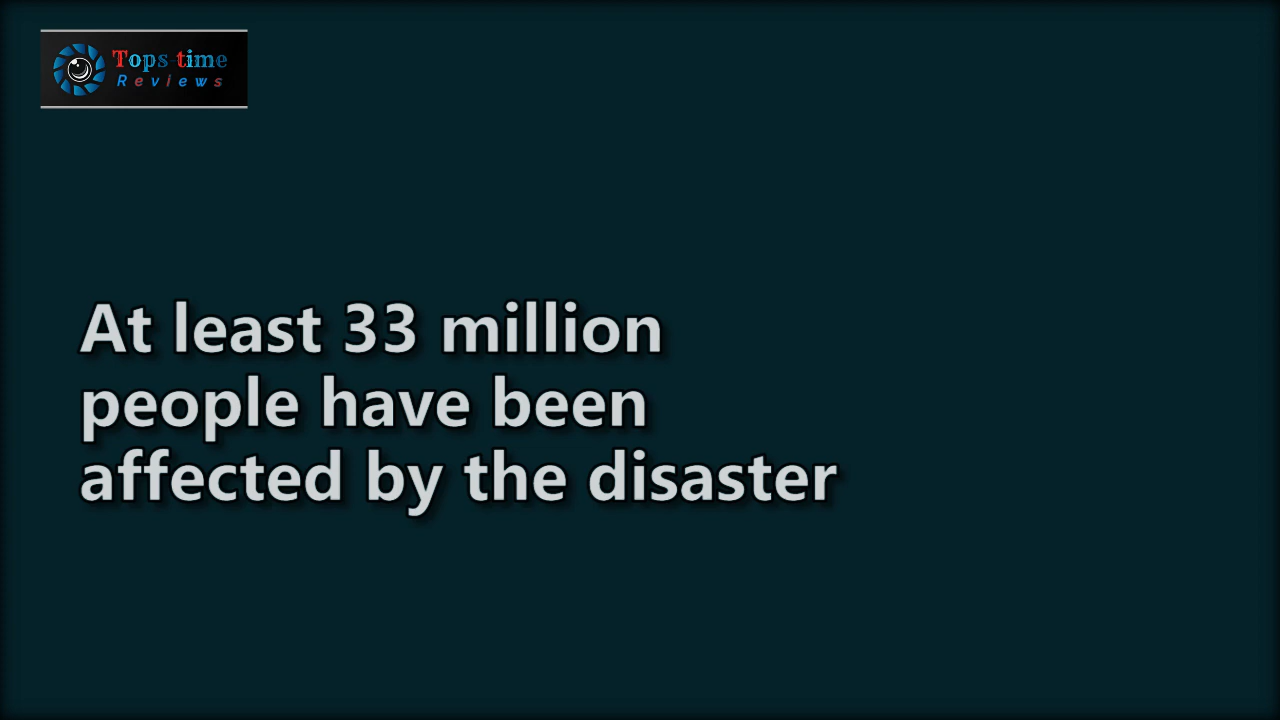 Tops time
Reviews
At least 33 million
people have been
affected by the disaster